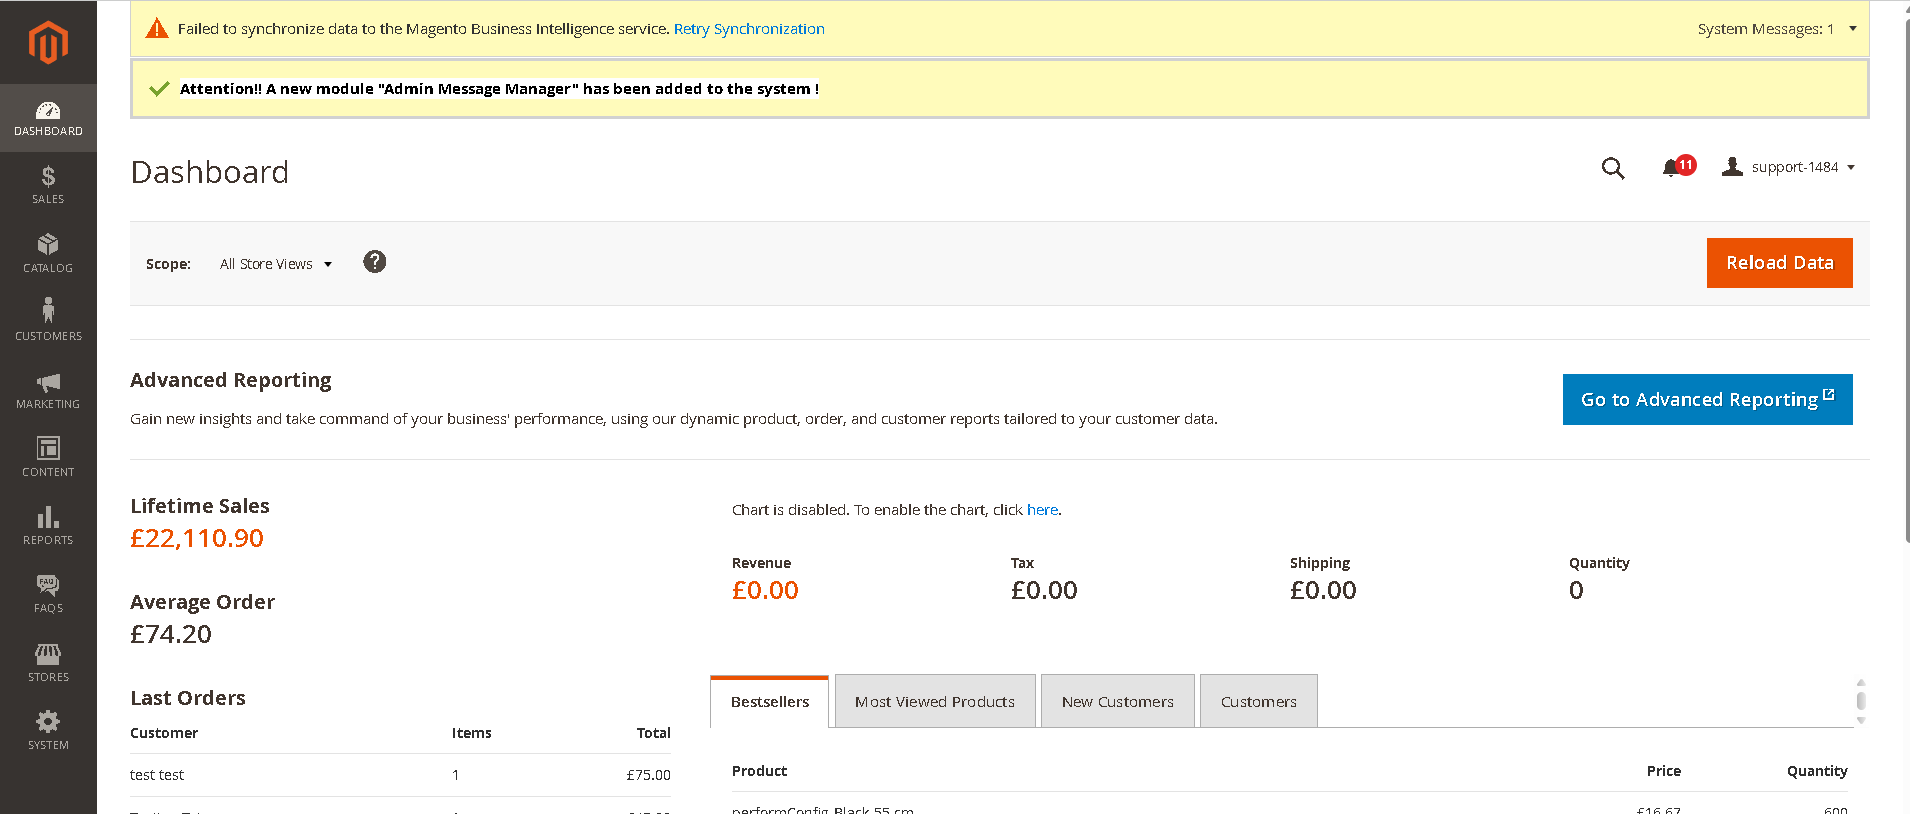 Failed to synchronize data to the Magento Business Intelligence service. Retry Synchronization
System Messages: 1
Attention!! A new module "Admin Message Manager" has been added to the system !
DASHBOARD
SALES
CATALOG
CUSTOMERS
MARKETING
CONTENT
REPORTS
FAQ
FAQS
STORES
SYSTEM
Dashboard
11
support-1484
Scope: All Store Views
?
Reload Data
Advanced Reporting
Gain new insights and take command of your business' performance, using our dynamic product, order, and customer reports tailored to your customer data.
Go to Advanced Reporting
Lifetime Sales
£22,110.90
Average Order
£74.20
Chart is disabled. To enable the chart, click here.
Revenue Tax Shipping Quantity
£0.00 £0.00 £0.00 0
Last Orders
Customer Items Total
test test 1 £75.00
Bestsellers Most Viewed Products New Customers Customers
Product Price Quantity
performConfig-Black 55 cm £16.67 600